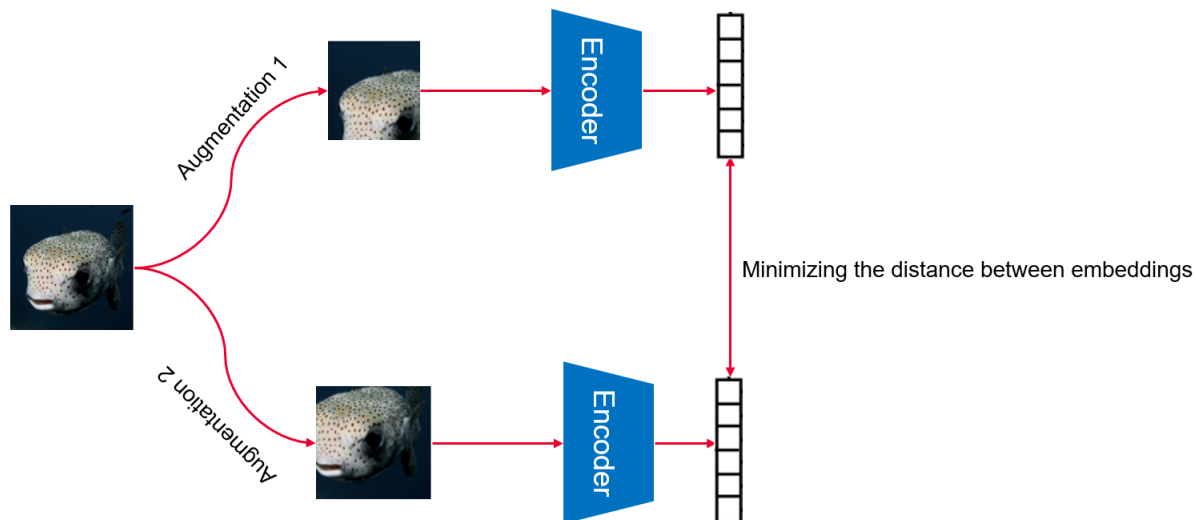 Augmentation 1
Encoder
Minimizing the distance between embeddings
Augmentation 2
Encoder